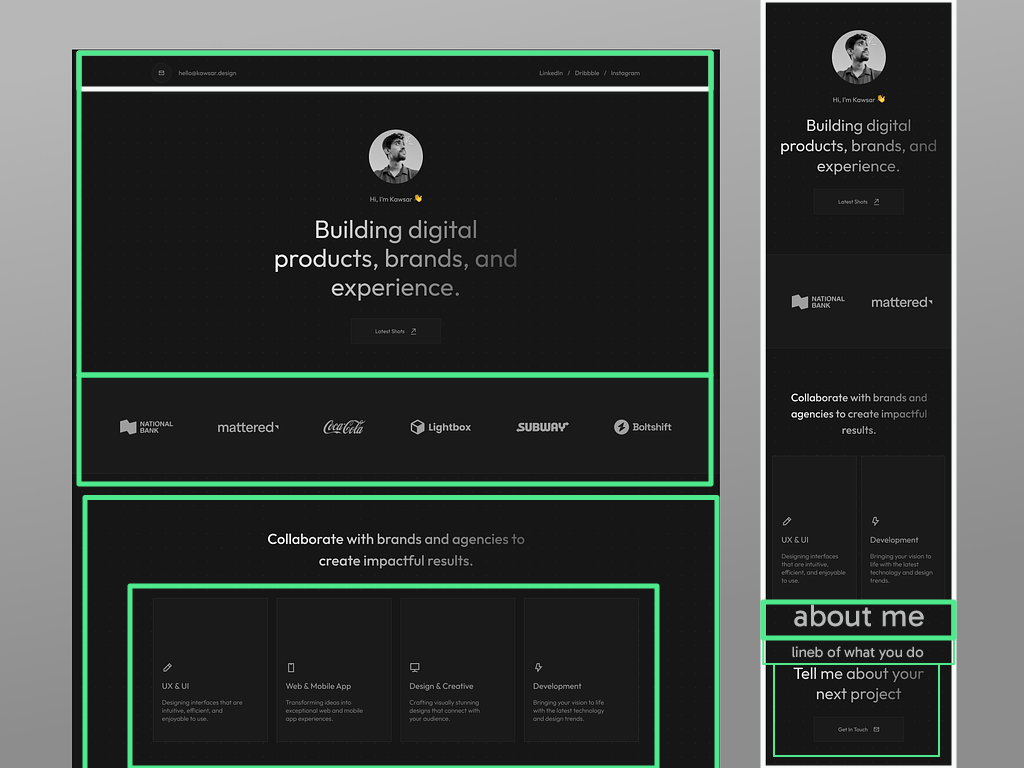 hello@kawsar.design
LinkedIn / Dribbble / Instagram
Hi, I'm Kawsar 👋
Building digital
products, brands, and
experience.
Latest Shots
NATIONAL
BANK
mattered
Coca-Cola
Lightbox
SUBWAY
Boltshift
Collaborate with brands and agencies to
create impactful results.
UX & UI
Designing interfaces that are
intuitive, efficient, and
enjoyable to use.
Web & Mobile App
Transforming ideas into
exceptional web and mobile
app experiences.
Design & Creative
Crafting visually stunning
designs that connect with
your audience.
Development
Bringing your vision to life
with the latest technology
and design trends.
Hi, I'm Kawsar 👋
Building digital
products, brands, and
experience.
Latest Shots
NATIONAL
BANK
mattered
Collaborate with brands and
agencies to create impactful
results.
UX & UI
Designing interfaces
that are intuitive,
efficient, and enjoyable
to use.
Development
Bringing your vision to
life with the latest
technology and design
trends.
about me
lineb of what you do
Tell me about your
next project
Get In Touch